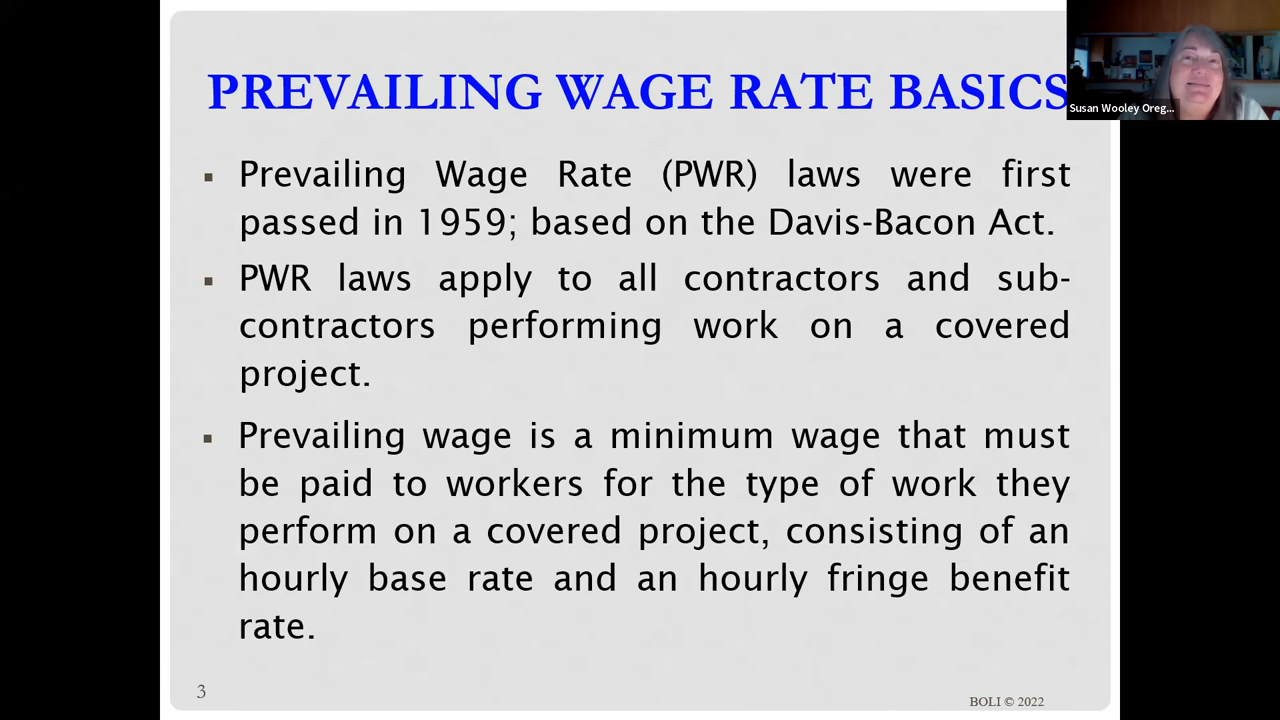 PREVAILING WAGE RATE BASICS
Susan Wooley Oreg...
▪ Prevailing Wage Rate (PWR) laws were first
passed in 1959; based on the Davis-Bacon Act.
▪ PWR laws apply to all contractors and sub-
contractors performing work on a covered
project.
▪ Prevailing wage is a minimum wage that must
be paid to workers for the type of work they
perform on a covered project, consisting of an
hourly base rate and an hourly fringe benefit
rate.
3
BOLI © 2022